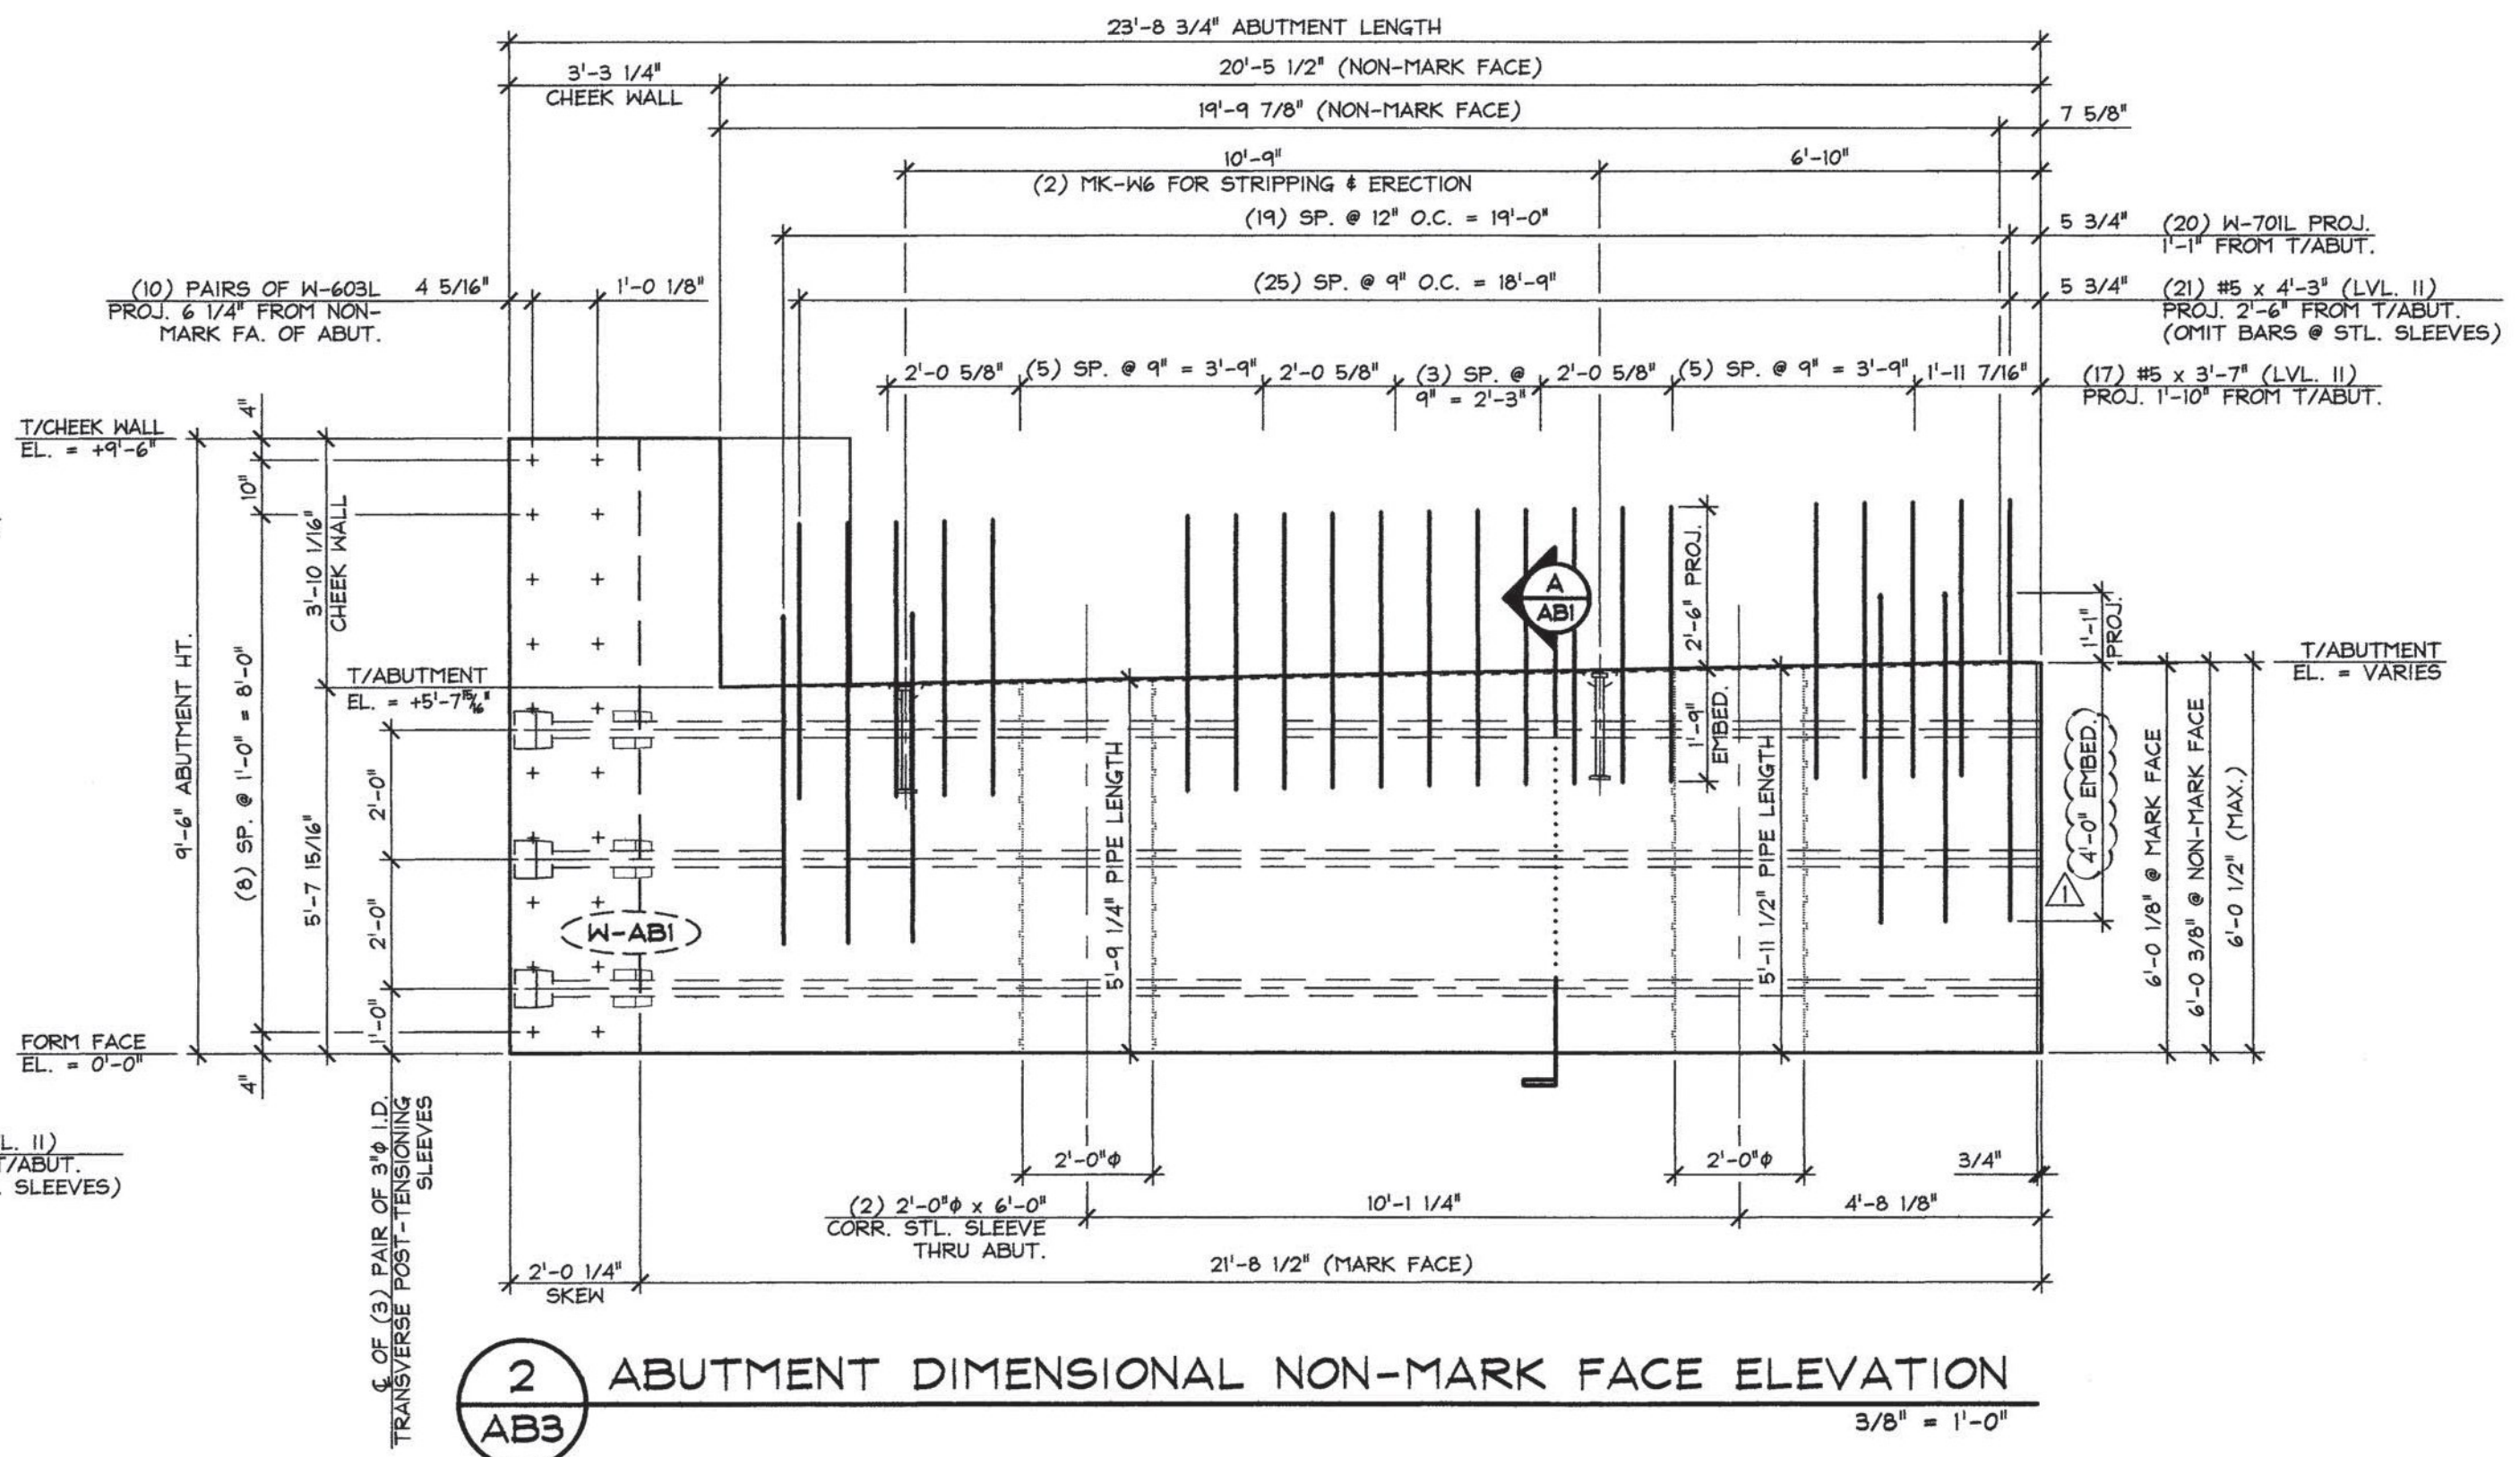 23'-8 3/4" ABUTMENT LENGTH
3'-3 1/4"
CHEEK WALL
20'-5 1/2" (NON-MARK FACE)
19'-9 7/8" (NON-MARK FACE)
7 5/8"
10'-9"
6'-10"
(2) MK-W6 FOR STRIPPING & ERECTION
(19) SP. @ 12" O.C. = 19'-0"
5 3/4"
(20) W-701L PROJ.
1'-1" FROM T/ABUT.
(10) PAIRS OF W-603L
PROJ. 6 1/4" FROM NON-
MARK FA. OF ABUT.
4 5/16"
1'-0 1/8"
(25) SP. @ 9" O.C. = 18'-9"
5 3/4"
(21) #5 x 4'-3" (LVL. II)
PROJ. 2'-6" FROM T/ABUT.
(OMIT BARS @ STL. SLEEVES)
2'-0 5/8"
(5) SP. @ 9" = 3'-9"
2'-0 5/8"
(3) SP. @
9" = 2'-3"
2'-0 5/8"
(5) SP. @ 9" = 3'-9"
1'-11 7/16"
(17) #5 x 3'-7" (LVL. II)
PROJ. 1'-10" FROM T/ABUT.
T/CHEEK WALL
EL. = +9'-6"
4"
10"
3'-10 1/16"
CHEEK WALL
9'-6" ABUTMENT HT.
(8) SP. @ 1'-0" = 8'-0"
5'-7 15/16"
T/ABUTMENT
EL. = +5'-7 15/16"
2'-0"
2'-0"
1'-0"
4"
FORM FACE
EL. = 0'-0"
W-AB1
5'-9 1/4" PIPE LENGTH
A
AB1
2'-6" PROJ.
1'-9"
EMBED.
5'-11 1/2" PIPE LENGTH
1'-1"
PROJ.
4'-0" EMBED.
1
T/ABUTMENT
EL. = VARIES
6'-0 1/8" @ MARK FACE
6'-0 3/8" @ NON-MARK FACE
6'-0 1/2" (MAX.)
L. II)
T/ABUT.
SLEEVES)
℄ OF (3) PAIR OF 3"ϕ I.D.
TRANSVERSE POST-TENSIONING
SLEEVES
2'-0"ϕ
2'-0"ϕ
3/4"
(2) 2'-0"ϕ x 6'-0"
CORR. STL. SLEEVE
THRU ABUT.
10'-1 1/4"
4'-8 1/8"
2'-0 1/4"
SKEW
21'-8 1/2" (MARK FACE)
2
AB3
ABUTMENT DIMENSIONAL NON-MARK FACE ELEVATION
3/8" = 1'-0"